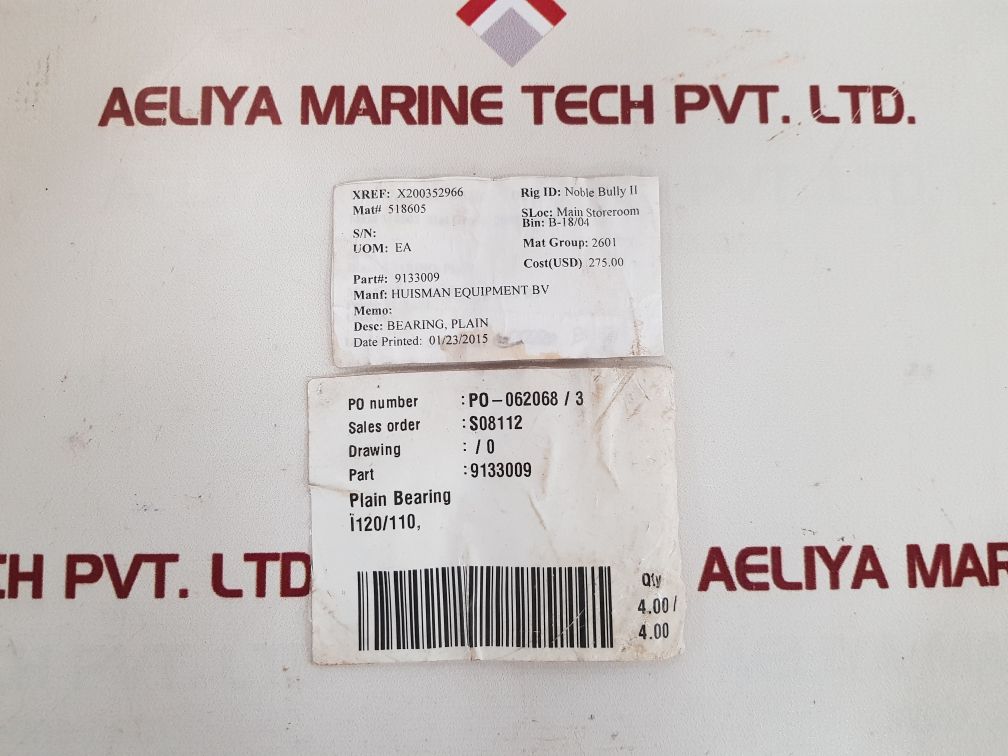 AELIYA MARINE TECH PVT. LTD.
XREF: X200352966 Rig ID: Noble Bully II
Mat# 518605 SLoc: Main Storeroom
Bin: B-18/04
S/N:
UOM: EA Mat Group: 2601
Cost(USD) 275.00
Part#: 9133009
Manf: HUISMAN EQUIPMENT BV
Memo:
Desc: BEARING, PLAIN
Date Printed: 01/23/2015
PO number :PO-062068 / 3
Sales order :S08112
Drawing : / 0
Part :9133009
Plain Bearing
Ï120/110,
Qty
4.00 /
4.00
CH PVT. LTD
AELIYA MAR